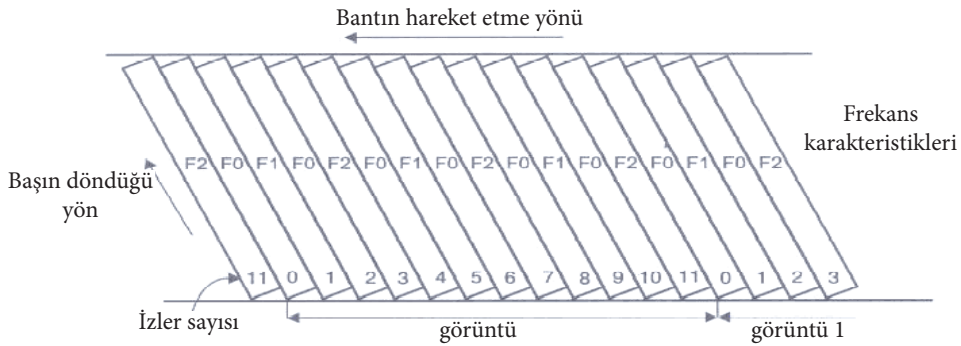 Bantın hareket etme yönü
Frekans
karakteristikleri
F2 F0 F1 F0 F2 F0 F1 F0 F2 F0 F1 F0 F2 F0 F1 F0 F2
Başın döndüğü
yön
11 0 1 2 3 4 5 6 7 8 9 10 11 0 1 2 3
İzler sayısı
görüntü
görüntü 1